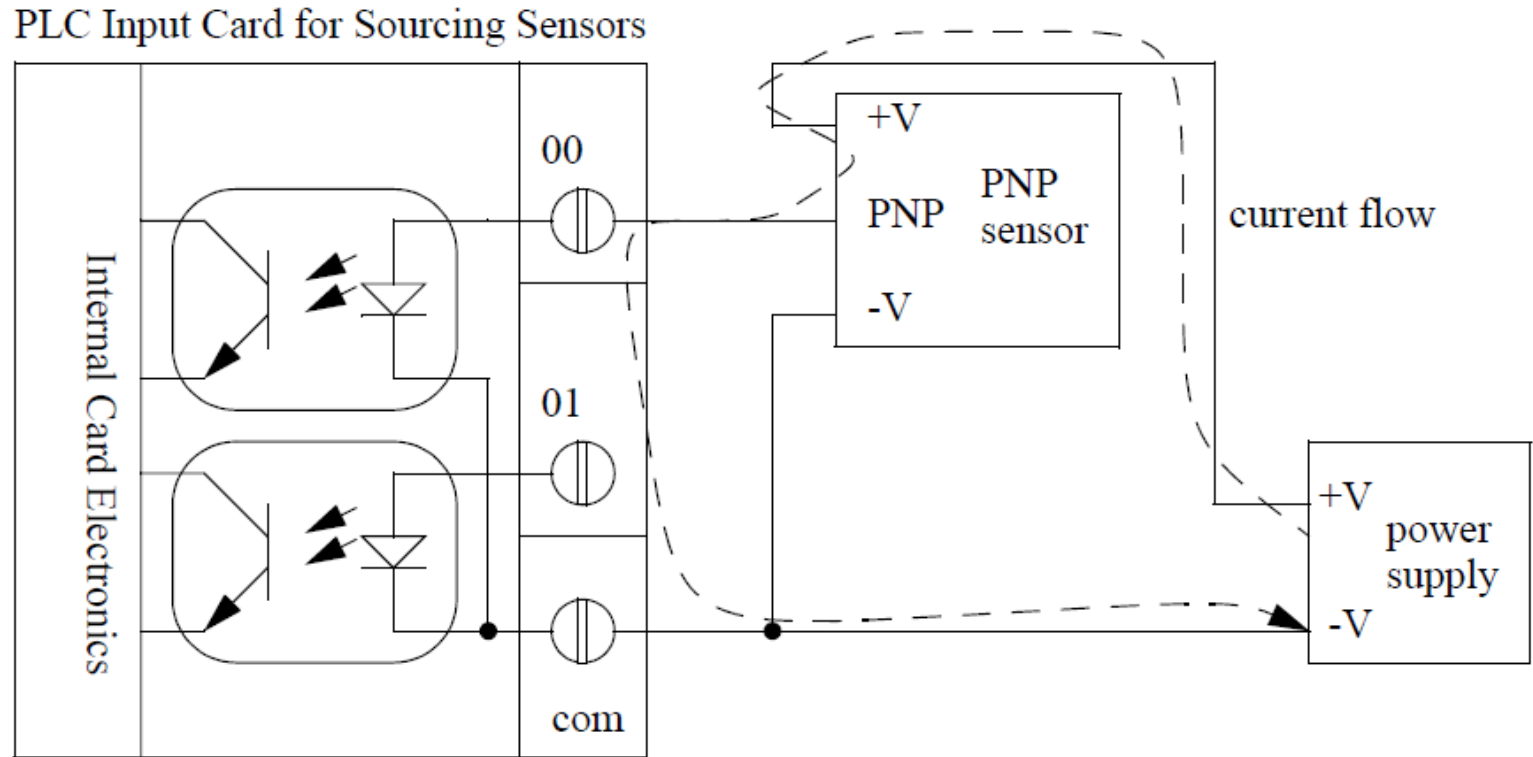 PLC Input Card for Sourcing Sensors
Internal Card Electronics
00
01
com
+V
PNP
-V
PNP
sensor
current flow
+V
power
supply
-V